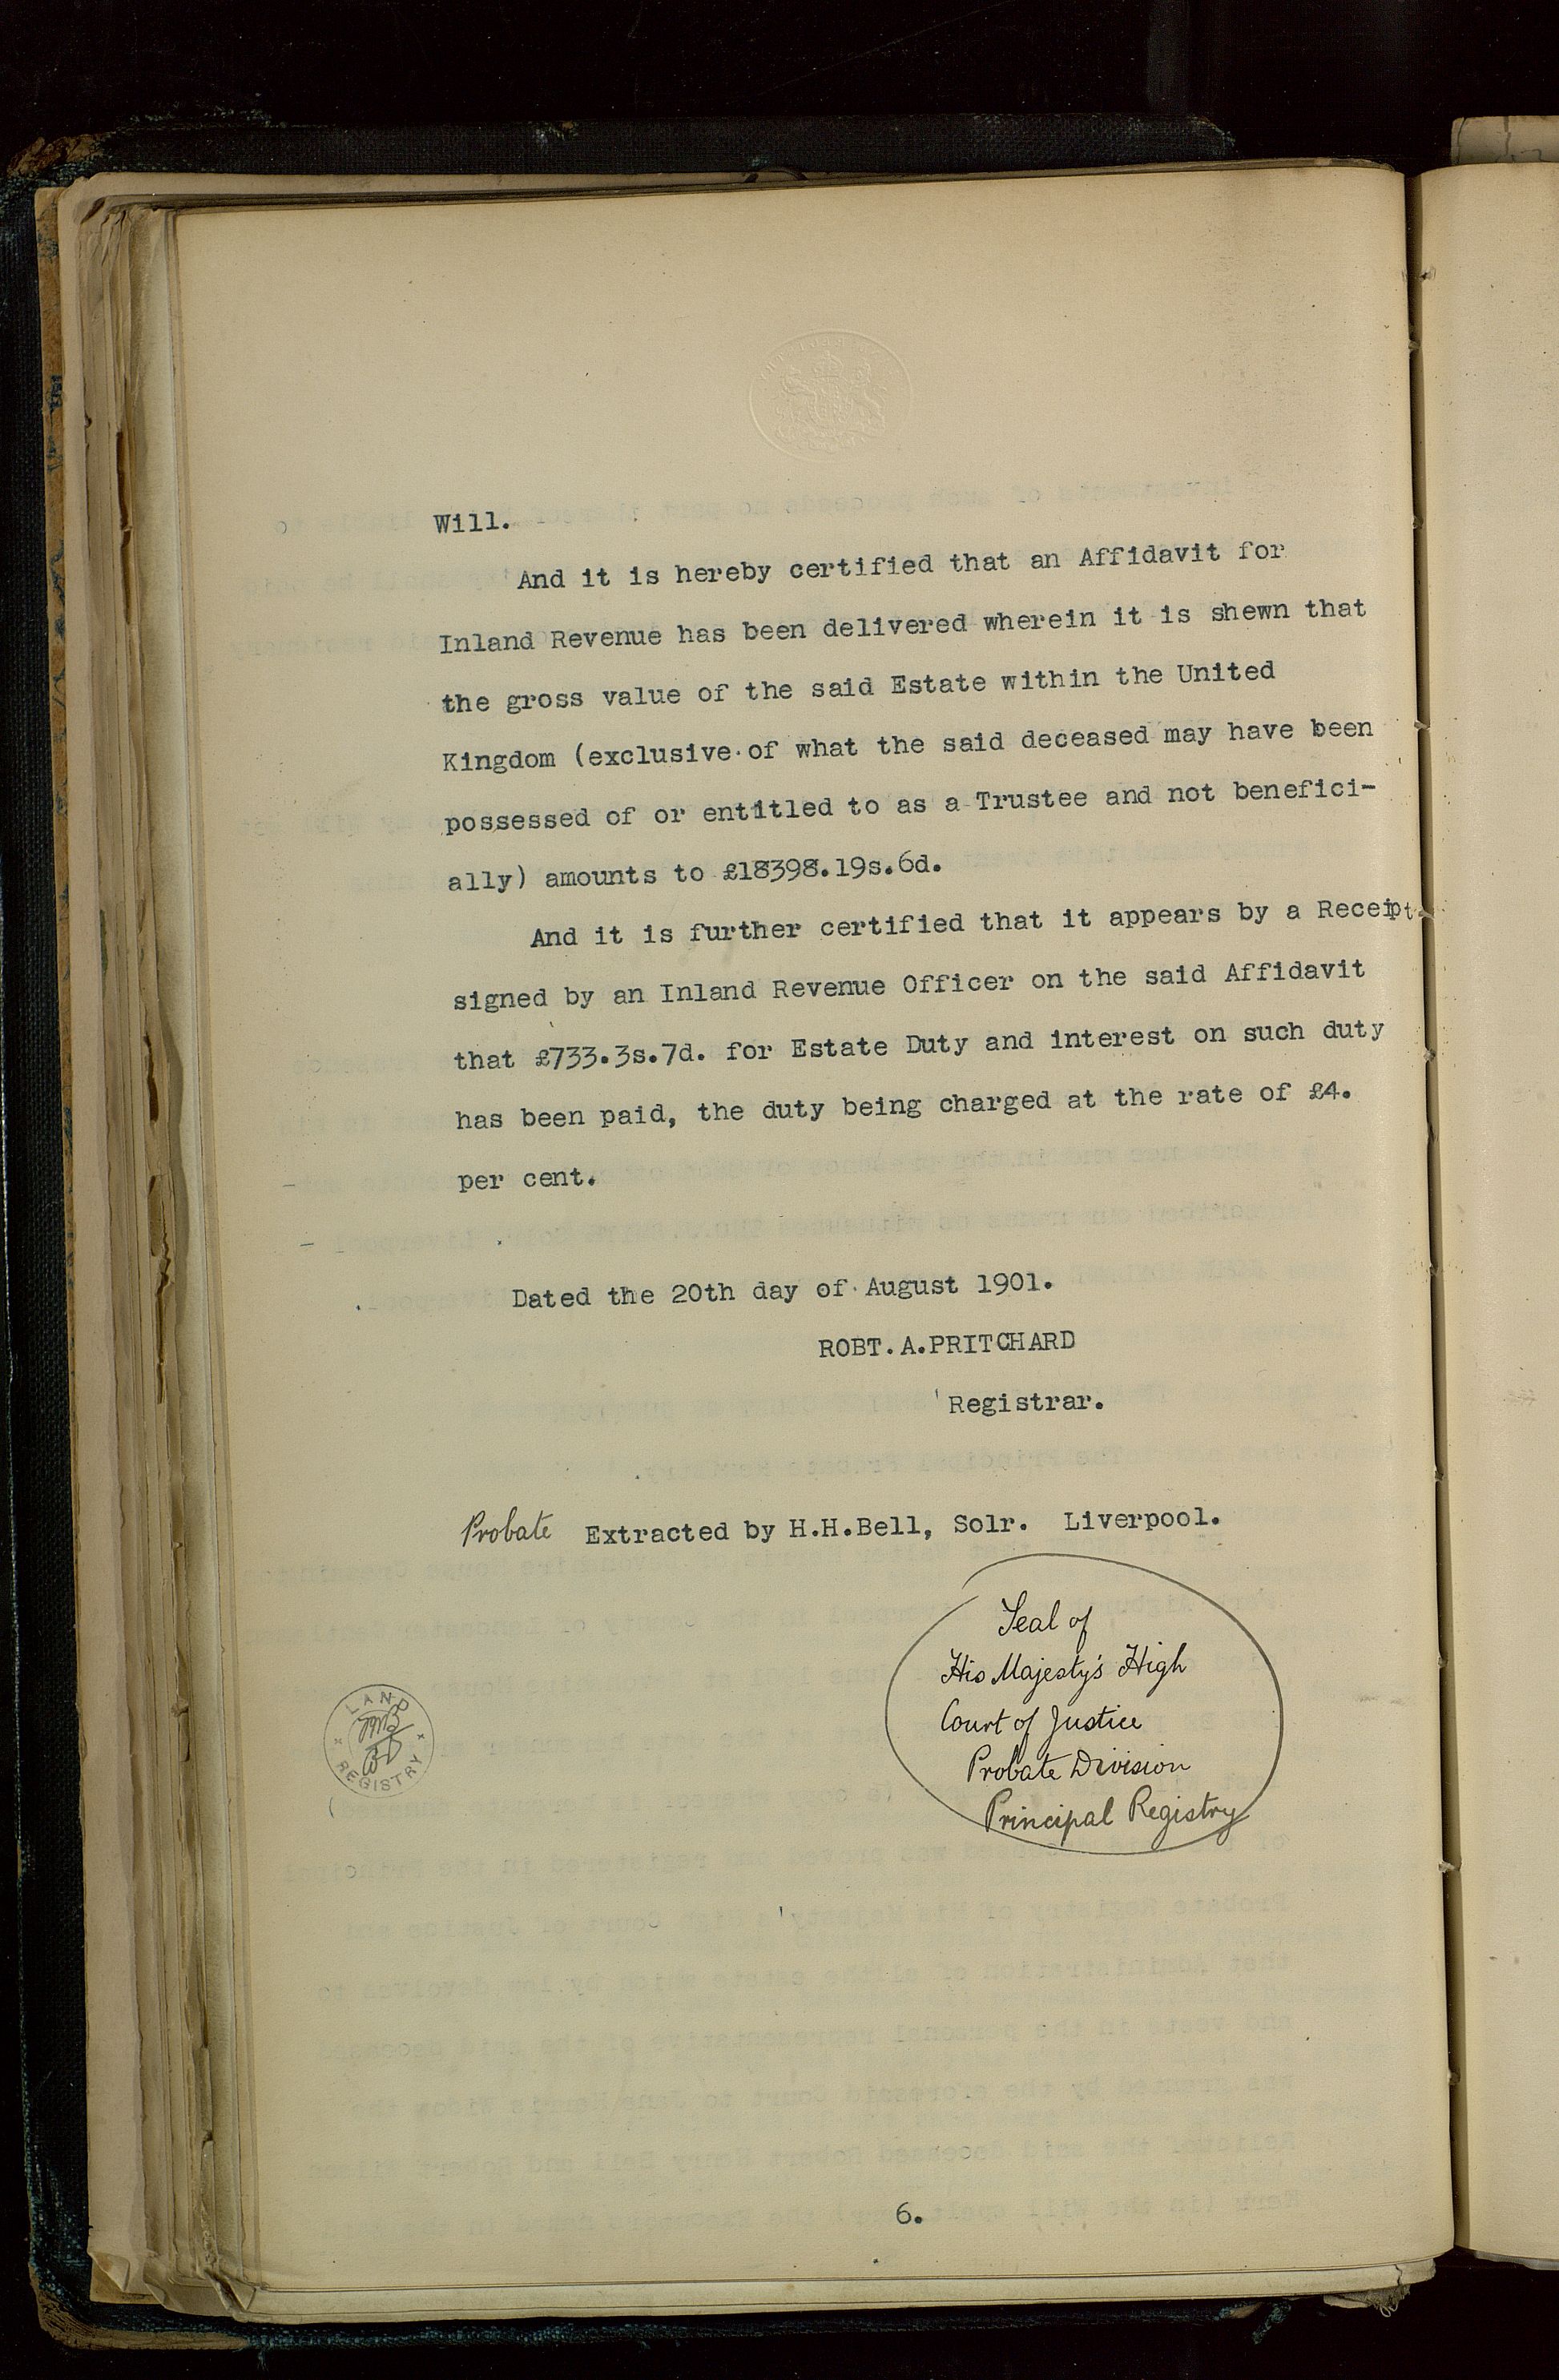 Will.
And it is hereby certified that an Affidavit for
Inland Revenue has been delivered wherein it is shewn that
the gross value of the said Estate within the United
Kingdom (exclusive of what the said deceased may have been
possessed of or entitled to as a Trustee and not benefici-
ally) amounts to £18398.19s.6d.
And it is further certified that it appears by a Receipt
signed by an Inland Revenue Officer on the said Affidavit
that £733.3s.7d. for Estate Duty and interest on such duty
has been paid, the duty being charged at the rate of £4.
per cent.
Dated the 20th day of August 1901.
ROBT.A.PRITCHARD
Registrar.
Probate Extracted by H.H.Bell, Solr. Liverpool.
Seal of
His Majesty's High
Court of Justice
Probate Division
Principal Registry
LAND
REGISTRY
6.